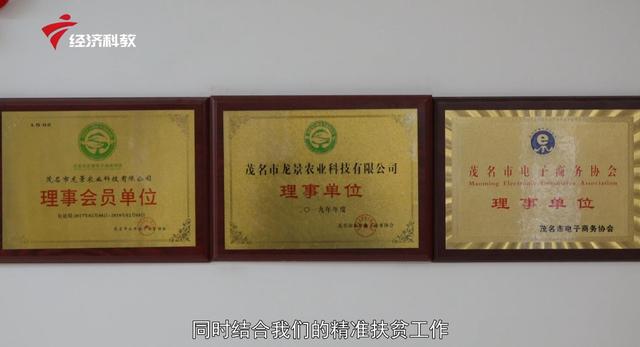 经济科教
茂名市龙景农业科技有限公司
理事会员单位
茂名市龙景农业科技有限公司
理事单位
二〇一九年年度
茂名市电子商务协会
Maoming Electronic Commerce Association
理事单位
茂名市电子商务协会
同时结合我们的精准扶贫工作